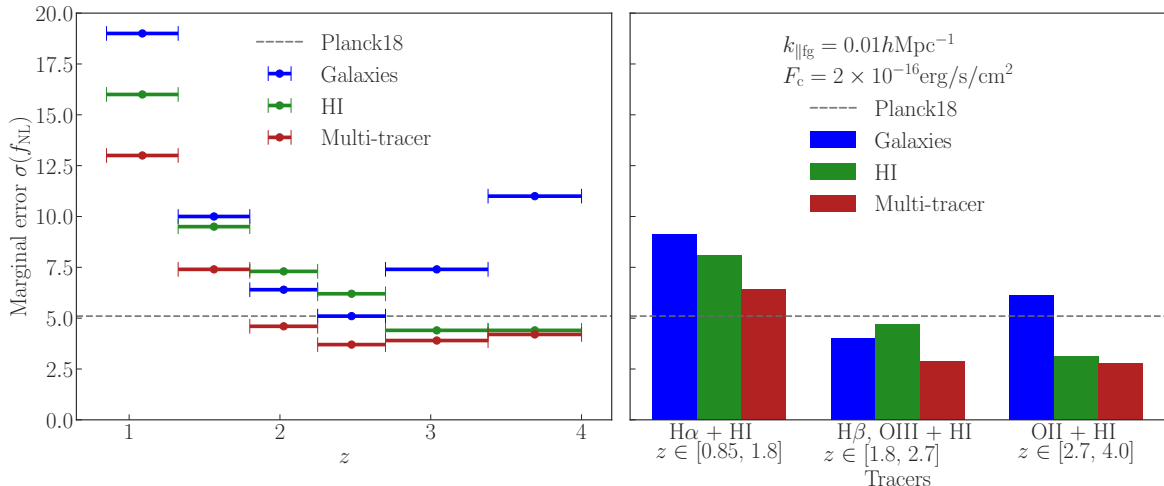 Marginal error σ(f_NL)
20.0
17.5
15.0
12.5
10.0
7.5
5.0
2.5
0.0
Planck18
Galaxies
HI
Multi-tracer
1
2
3
4
z
k_∥fg = 0.01hMpc⁻¹
F_c = 2 × 10⁻¹⁶erg/s/cm²
Planck18
Galaxies
HI
Multi-tracer
Hα + HI
z ∈ [0.85, 1.8]
Hβ, OIII + HI
z ∈ [1.8, 2.7]
OII + HI
z ∈ [2.7, 4.0]
Tracers